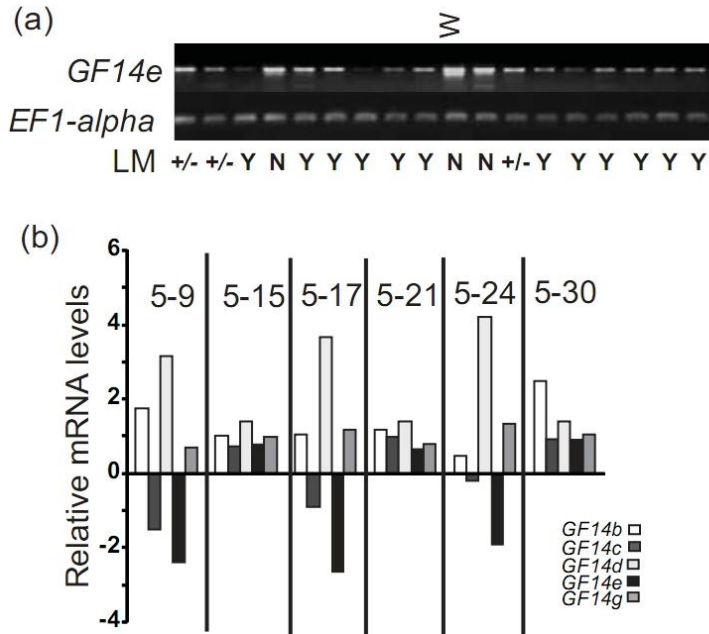 (a)
W
GF14e
EF1-alpha
LM +/- +/- Y N Y Y Y Y Y N N +/- Y Y Y Y Y Y
(b)
Relative mRNA levels
6
4
2
0
-2
-4
5-9 5-15 5-17 5-21 5-24 5-30
GF14b
GF14c
GF14d
GF14e
GF14g